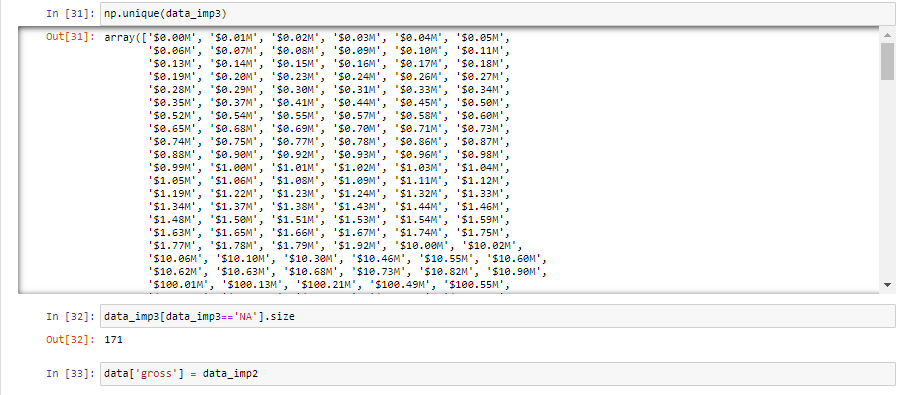 In [31]: np.unique(data_imp3)
Out[31]: array(['$0.00M', '$0.01M', '$0.02M', '$0.03M', '$0.04M', '$0.05M',
'$0.06M', '$0.07M', '$0.08M', '$0.09M', '$0.10M', '$0.11M',
'$0.13M', '$0.14M', '$0.15M', '$0.16M', '$0.17M', '$0.18M',
'$0.19M', '$0.20M', '$0.23M', '$0.24M', '$0.26M', '$0.27M',
'$0.28M', '$0.29M', '$0.30M', '$0.31M', '$0.33M', '$0.34M',
'$0.35M', '$0.37M', '$0.41M', '$0.44M', '$0.45M', '$0.50M',
'$0.52M', '$0.54M', '$0.55M', '$0.57M', '$0.58M', '$0.60M',
'$0.65M', '$0.68M', '$0.69M', '$0.70M', '$0.71M', '$0.73M',
'$0.74M', '$0.75M', '$0.77M', '$0.78M', '$0.86M', '$0.87M',
'$0.88M', '$0.90M', '$0.92M', '$0.93M', '$0.96M', '$0.98M',
'$0.99M', '$1.00M', '$1.01M', '$1.02M', '$1.03M', '$1.04M',
'$1.05M', '$1.06M', '$1.08M', '$1.09M', '$1.11M', '$1.12M',
'$1.19M', '$1.22M', '$1.23M', '$1.24M', '$1.32M', '$1.33M',
'$1.34M', '$1.37M', '$1.38M', '$1.43M', '$1.44M', '$1.46M',
'$1.48M', '$1.50M', '$1.51M', '$1.53M', '$1.54M', '$1.59M',
'$1.63M', '$1.65M', '$1.66M', '$1.67M', '$1.74M', '$1.75M',
'$1.77M', '$1.78M', '$1.79M', '$1.92M', '$10.00M', '$10.02M',
'$10.06M', '$10.10M', '$10.30M', '$10.46M', '$10.55M', '$10.60M',
'$10.62M', '$10.63M', '$10.68M', '$10.73M', '$10.82M', '$10.90M',
'$100.01M', '$100.13M', '$100.21M', '$100.49M', '$100.55M',
In [32]: data_imp3[data_imp3=='NA'].size
Out[32]: 171
In [33]: data['gross'] = data_imp2